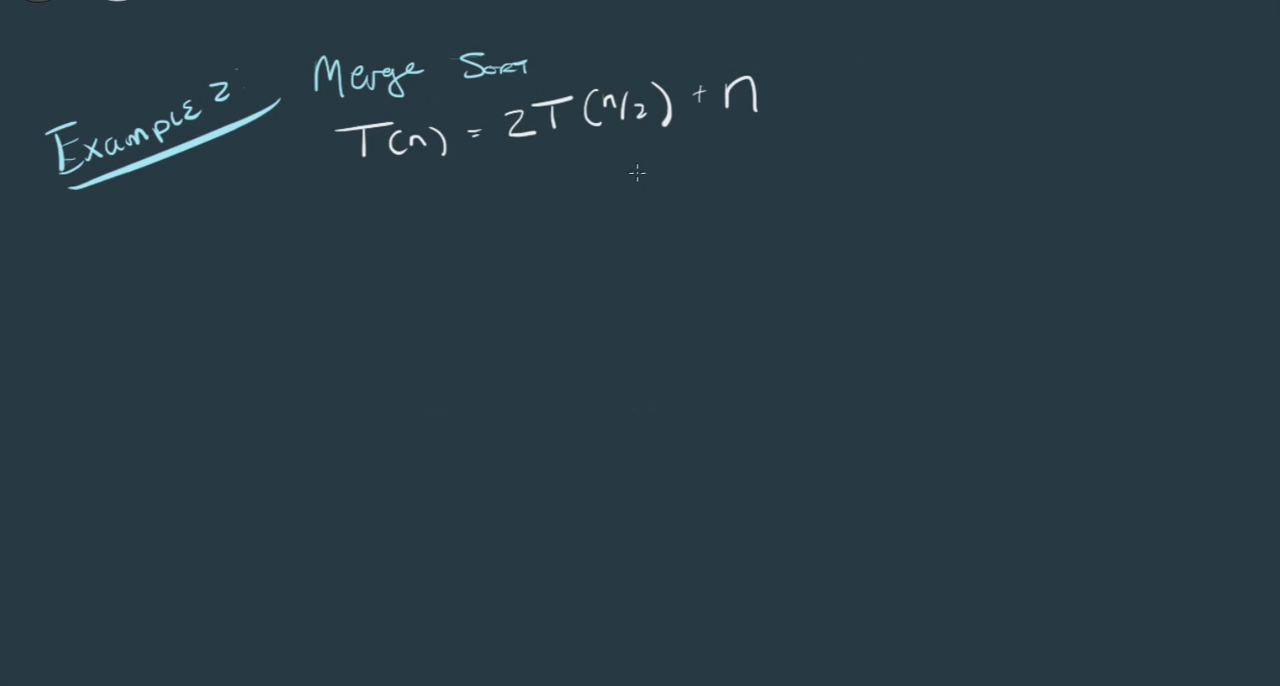 Example 2
Merge Sort
T(n) = 2T(n/2) + n